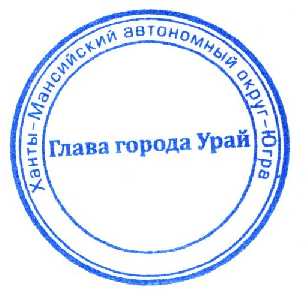 Ханты-Мансийский автономный округ-Югра
Глава города Урай